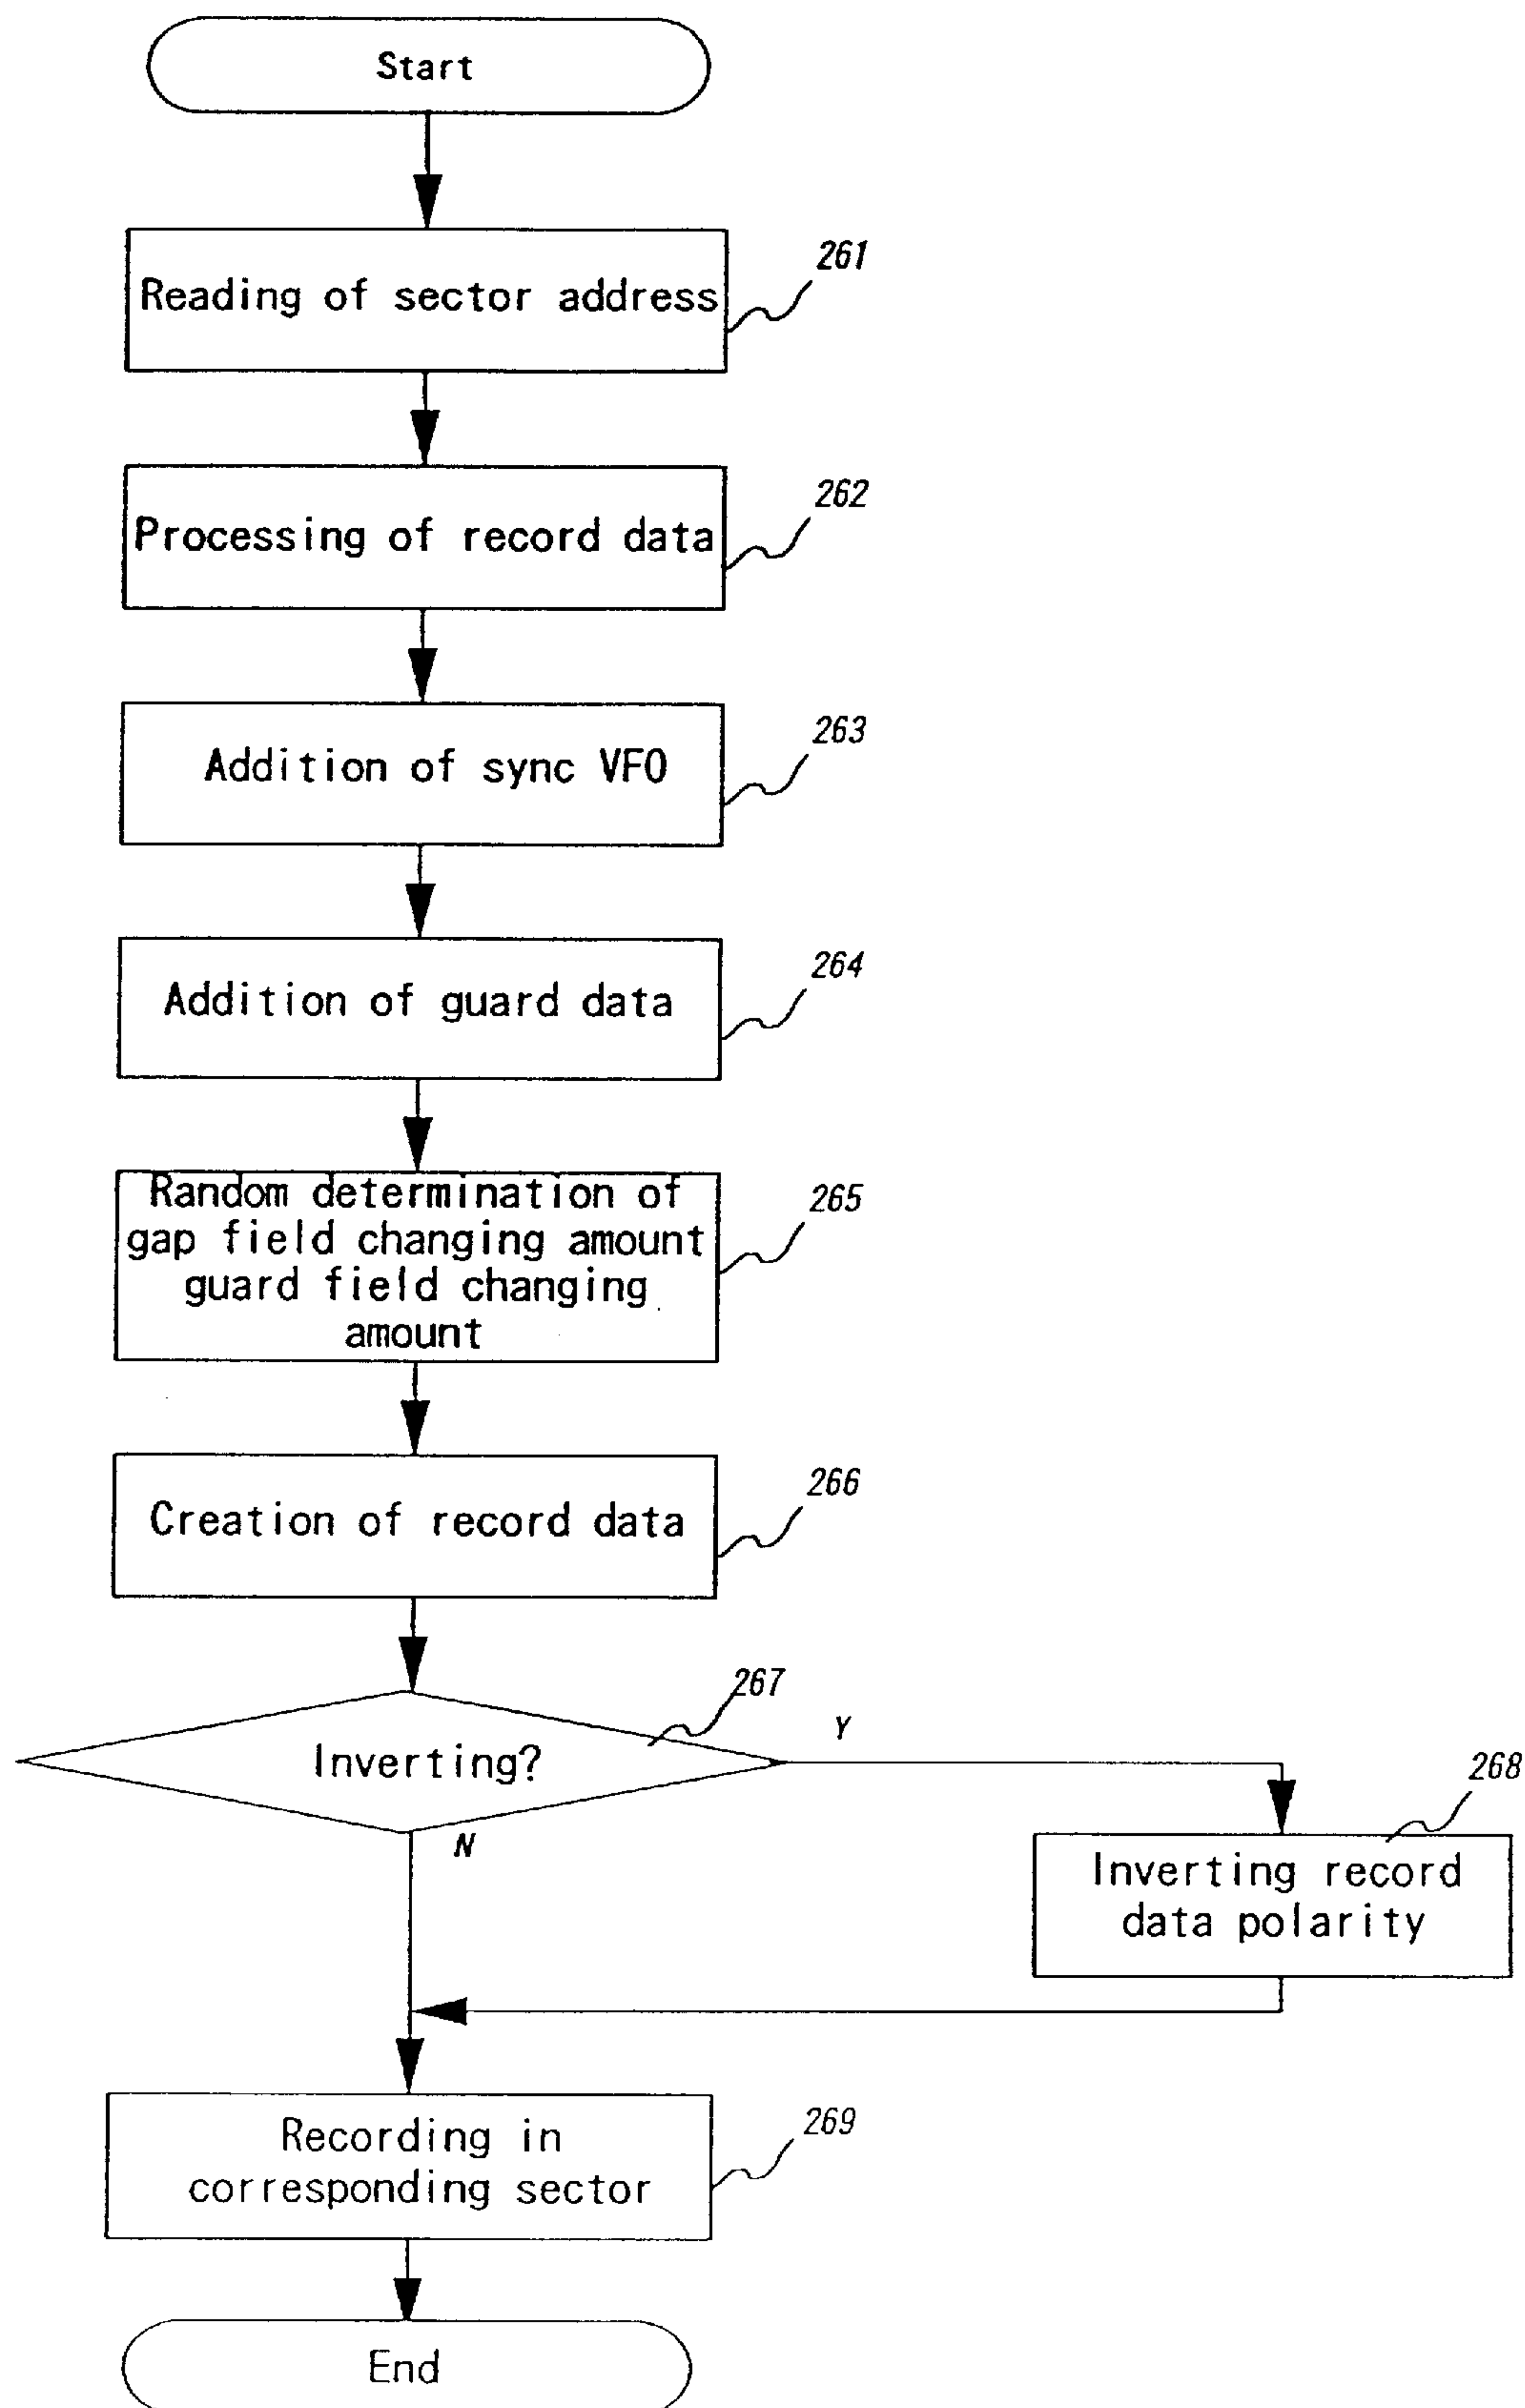 Start
Reading of sector address
261
Processing of record data
262
Addition of sync VFO
263
Addition of guard data
264
Random determination of
gap field changing amount
guard field changing
amount
265
Creation of record data
266
Inverting?
267
Y
N
Inverting record
data polarity
268
Recording in
corresponding sector
269
End